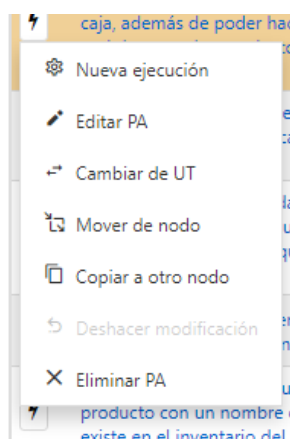 caja, además de poder
Nueva ejecución
Editar PA
Cambiar de UT
Mover de nodo
Copiar a otro nodo
Deshacer modificación
Eliminar PA
producto con un nombre
existe en el inventario del